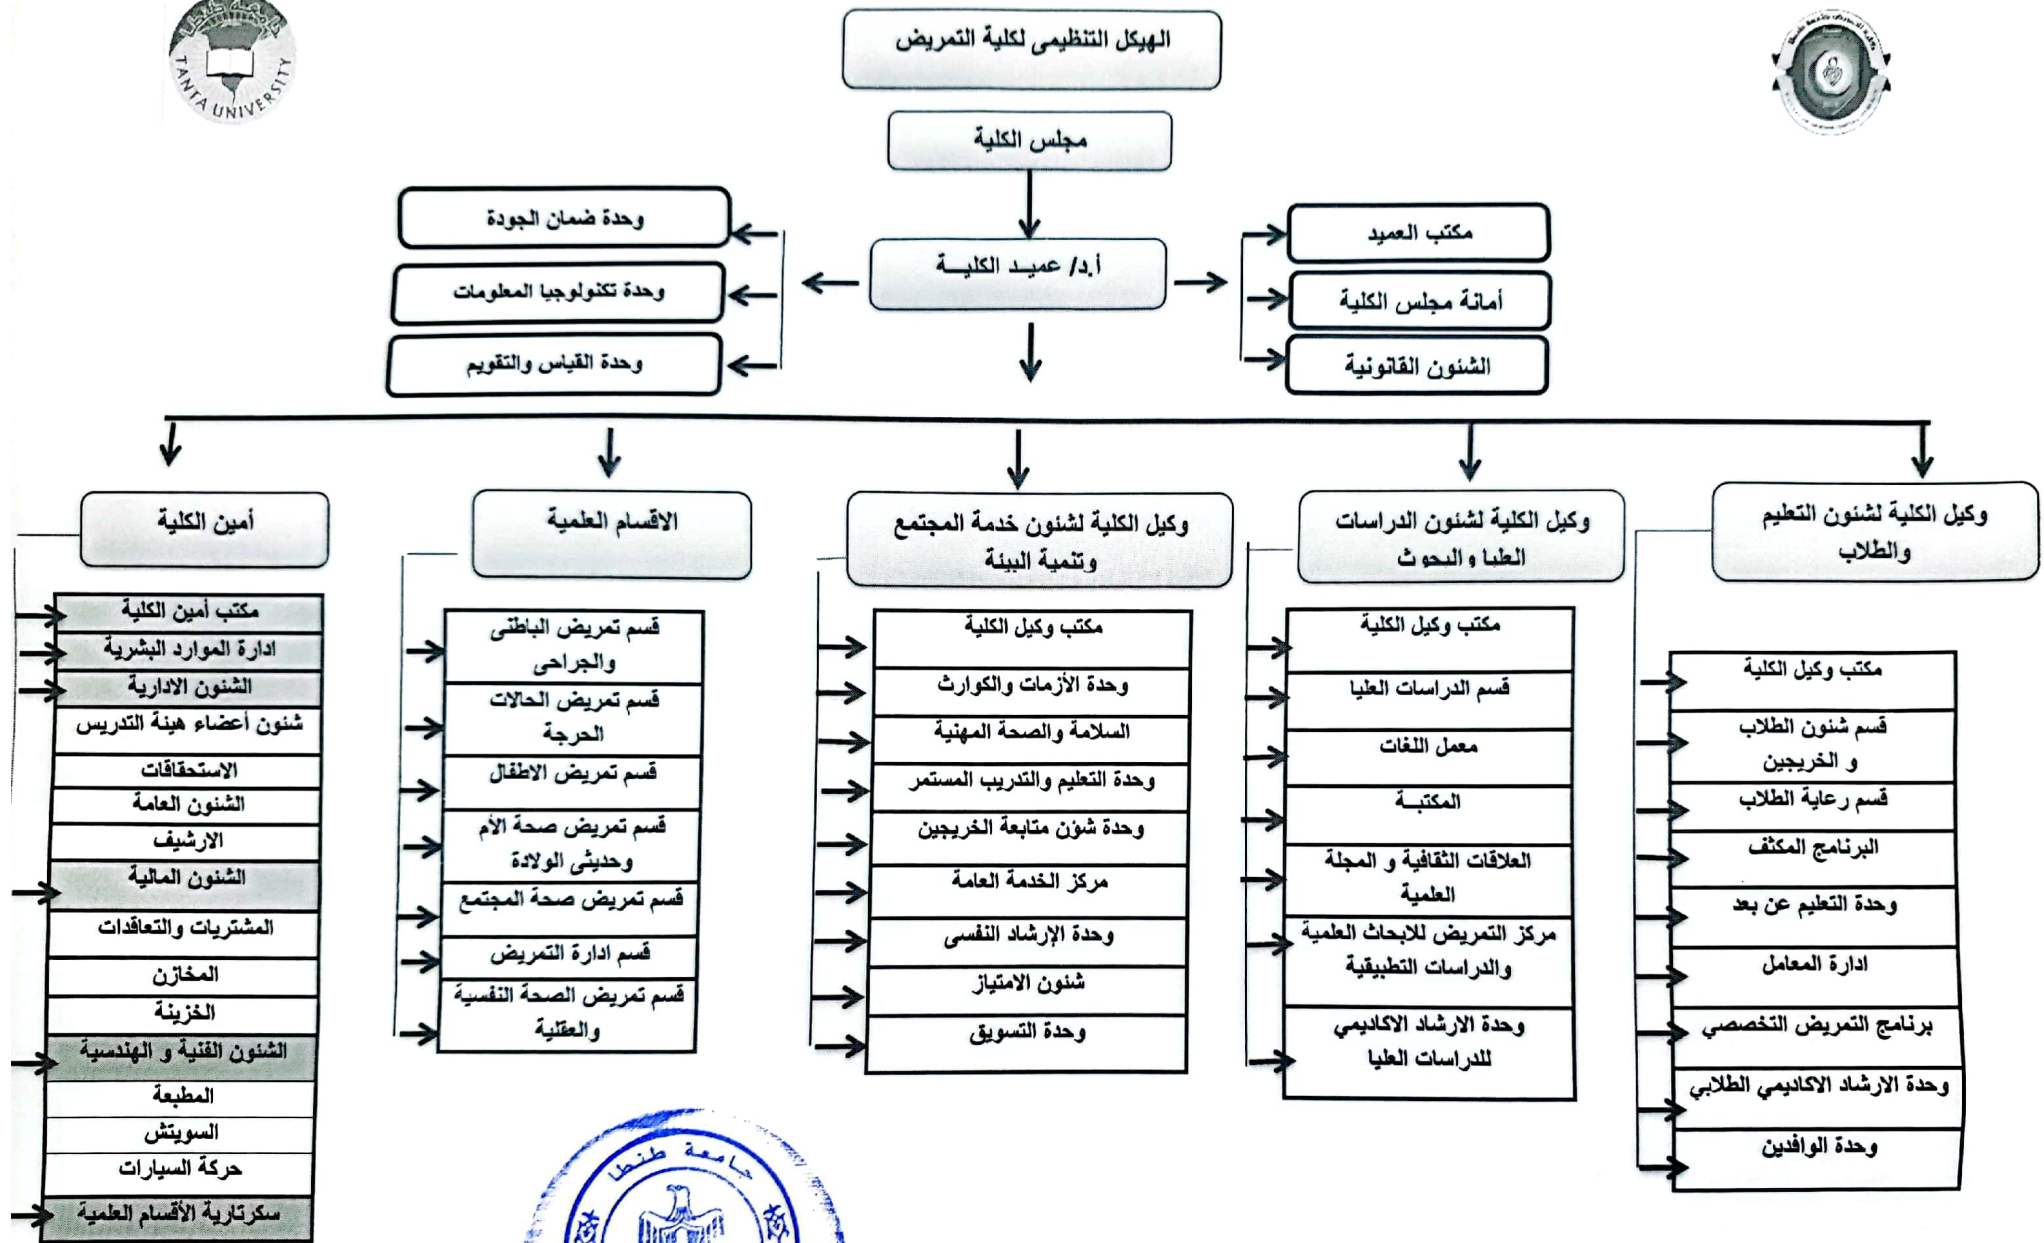 الهيكل التنظيمى لكلية التمريض
جامعة طنطا
TANTA UNIVERSITY
مجلس الكلية
أ.د/ عميد الكلية
مكتب العميد
أمانة مجلس الكلية
الشئون القانونية
وحدة ضمان الجودة
وحدة تكنولوجيا المعلومات
وحدة القياس والتقويم
وكيل الكلية لشئون التعليم
والطلاب
مكتب وكيل الكلية
قسم شئون الطلاب
و الخريجين
قسم رعاية الطلاب
البرنامج المكثف
وحدة التعليم عن بعد
ادارة المعامل
برنامج التمريض التخصصي
وحدة الارشاد الاكاديمي الطلابي
وحدة الوافدين
وكيل الكلية لشئون الدراسات
العليا والبحوث
مكتب وكيل الكلية
قسم الدراسات العليا
معمل اللغات
المكتبة
العلاقات الثقافية و المجلة
العلمية
مركز التمريض للابحاث العلمية
والدراسات التطبيقية
وحدة الارشاد الاكاديمي
للدراسات العليا
وكيل الكلية لشئون خدمة المجتمع
وتنمية البيئة
مكتب وكيل الكلية
وحدة الأزمات والكوارث
السلامة والصحة المهنية
وحدة التعليم والتدريب المستمر
وحدة شؤن متابعة الخريجين
مركز الخدمة العامة
وحدة الإرشاد النفسى
شئون الامتياز
وحدة التسويق
الاقسام العلمية
قسم تمريض الباطنى
والجراحى
قسم تمريض الحالات
الحرجة
قسم تمريض الاطفال
قسم تمريض صحة الأم
وحديثى الولادة
قسم تمريض صحة المجتمع
قسم ادارة التمريض
قسم تمريض الصحة النفسية
والعقلية
أمين الكلية
مكتب أمين الكلية
ادارة الموارد البشرية
الشئون الادارية
شئون أعضاء هيئة التدريس
الاستحقاقات
الشئون العامة
الارشيف
الشئون المالية
المشتريات والتعاقدات
المخازن
الخزينة
الشئون الفنية و الهندسية
المطبعة
السويتش
حركة السيارات
سكرتارية الأقسام العلمية
جامعة طنطا